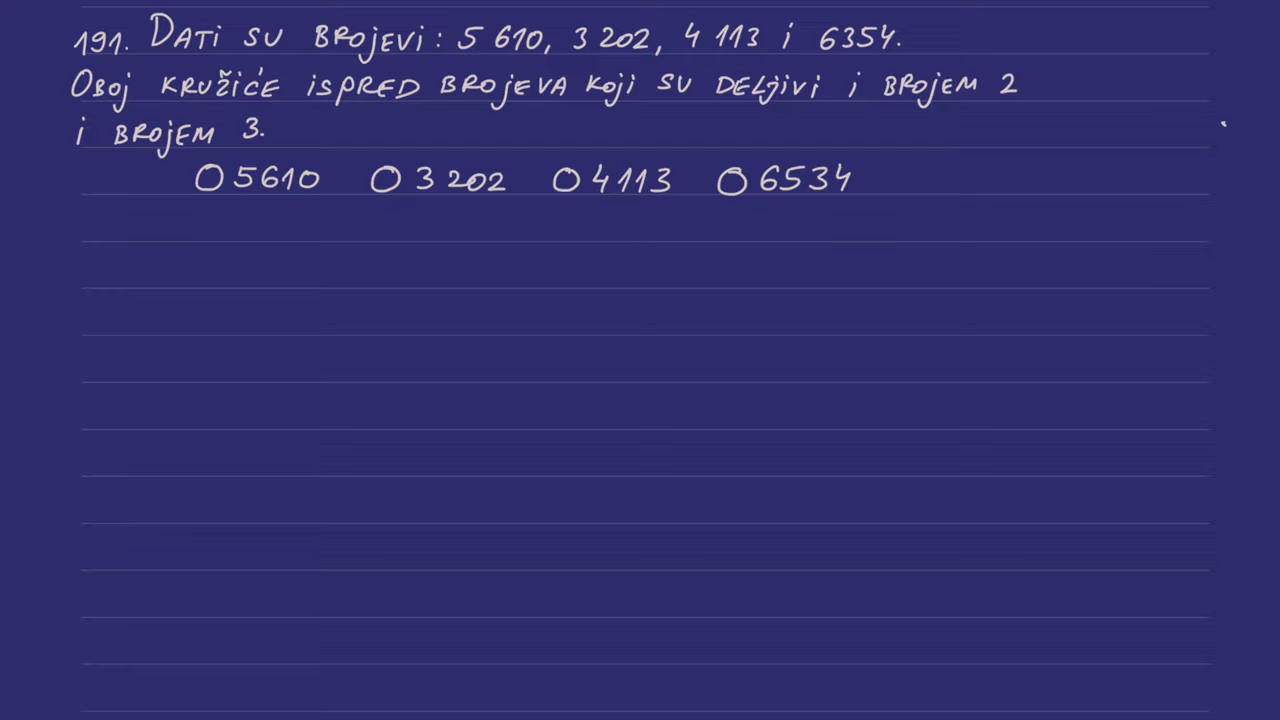 191. DATI SU BROJEVI: 5 610, 3 202, 4 113 i 6354.
OBOJ KRUŽIĆE ISPRED BROJEVA KOJI SU DELJIVI I BROJEM 2
I BROJEM 3.
O 5610 O 3 202 O 4113 O 6534